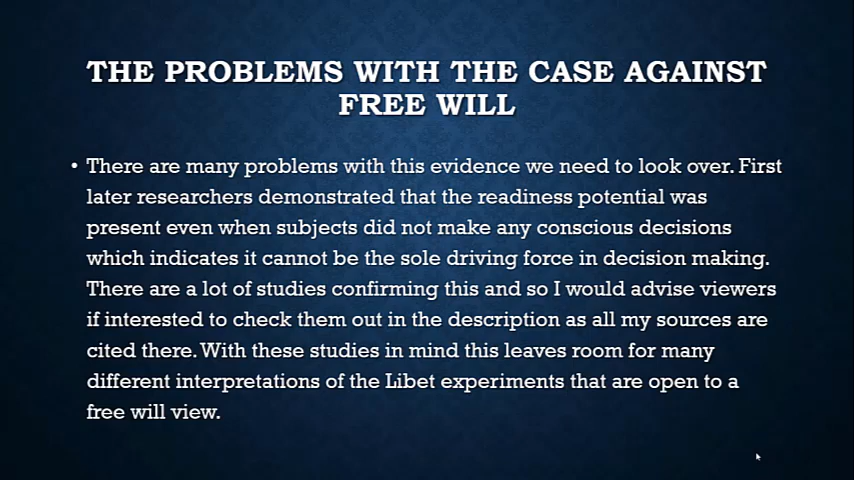 THE PROBLEMS WITH THE CASE AGAINST
FREE WILL
• There are many problems with this evidence we need to look over. First
later researchers demonstrated that the readiness potential was
present even when subjects did not make any conscious decisions
which indicates it cannot be the sole driving force in decision making.
There are a lot of studies confirming this and so I would advise viewers
if interested to check them out in the description as all my sources are
cited there. With these studies in mind this leaves room for many
different interpretations of the Libet experiments that are open to a
free will view.